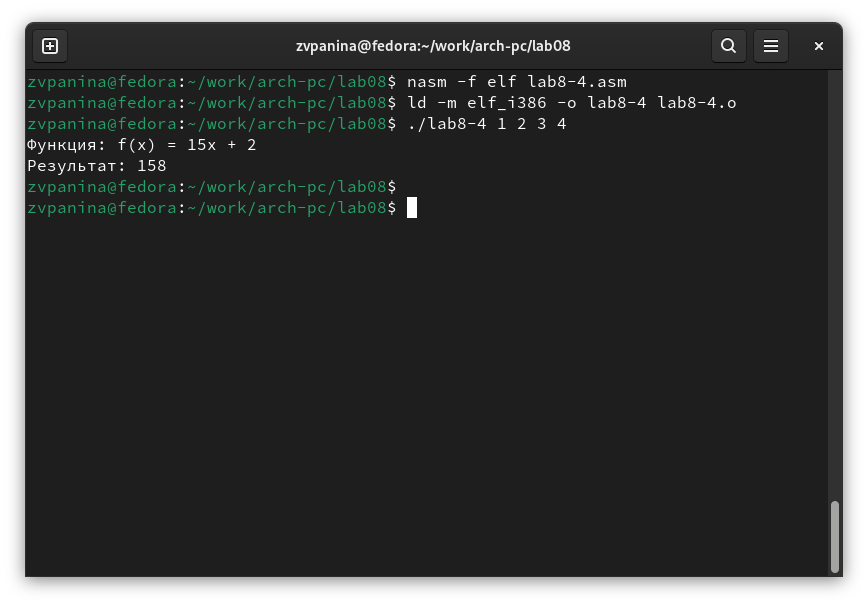 zvpanina@fedora:~/work/arch-pc/lab08
zvpanina@fedora:~/work/arch-pc/lab08$ nasm -f elf lab8-4.asm
zvpanina@fedora:~/work/arch-pc/lab08$ ld -m elf_i386 -o lab8-4 lab8-4.o
zvpanina@fedora:~/work/arch-pc/lab08$ ./lab8-4 1 2 3 4
Функция: f(x) = 15x + 2
Результат: 158
zvpanina@fedora:~/work/arch-pc/lab08$
zvpanina@fedora:~/work/arch-pc/lab08$